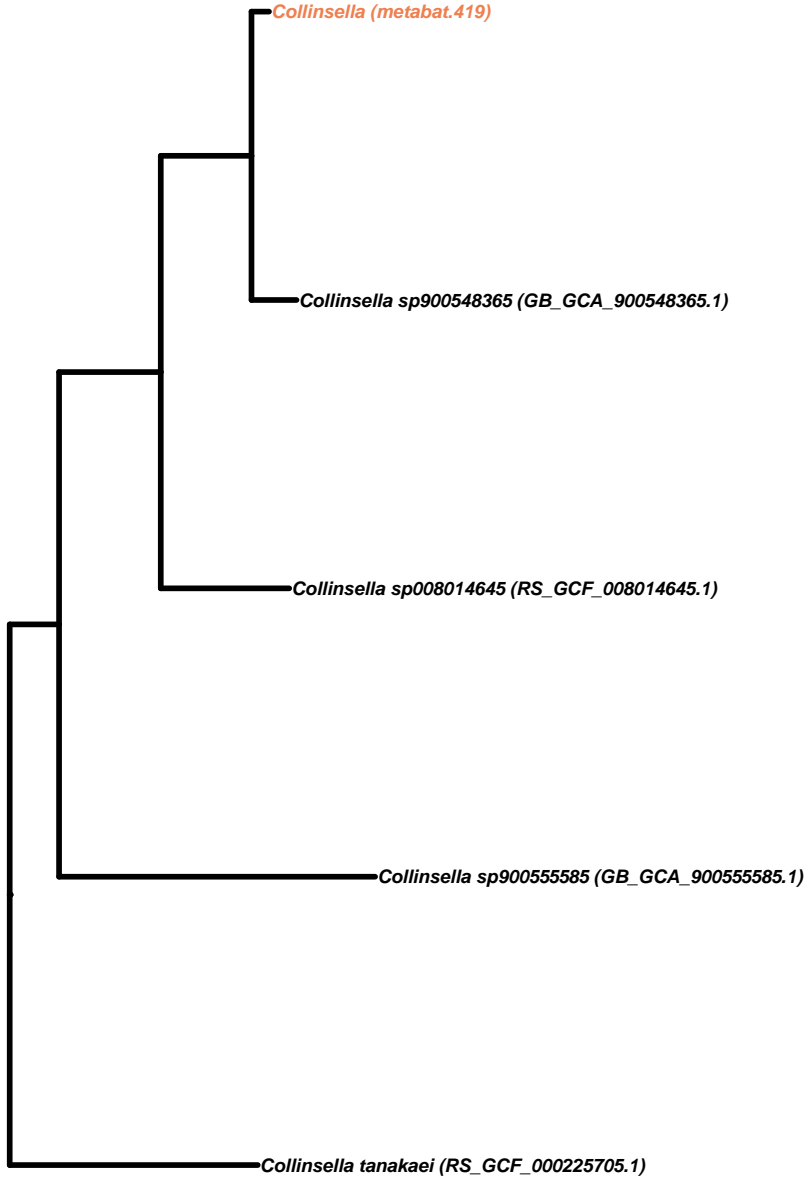 Collinsella (metabat.419)
Collinsella sp900548365 (GB_GCA_900548365.1)
Collinsella sp008014645 (RS_GCF_008014645.1)
Collinsella sp900555585 (GB_GCA_900555585.1)
Collinsella tanakaei (RS_GCF_000225705.1)